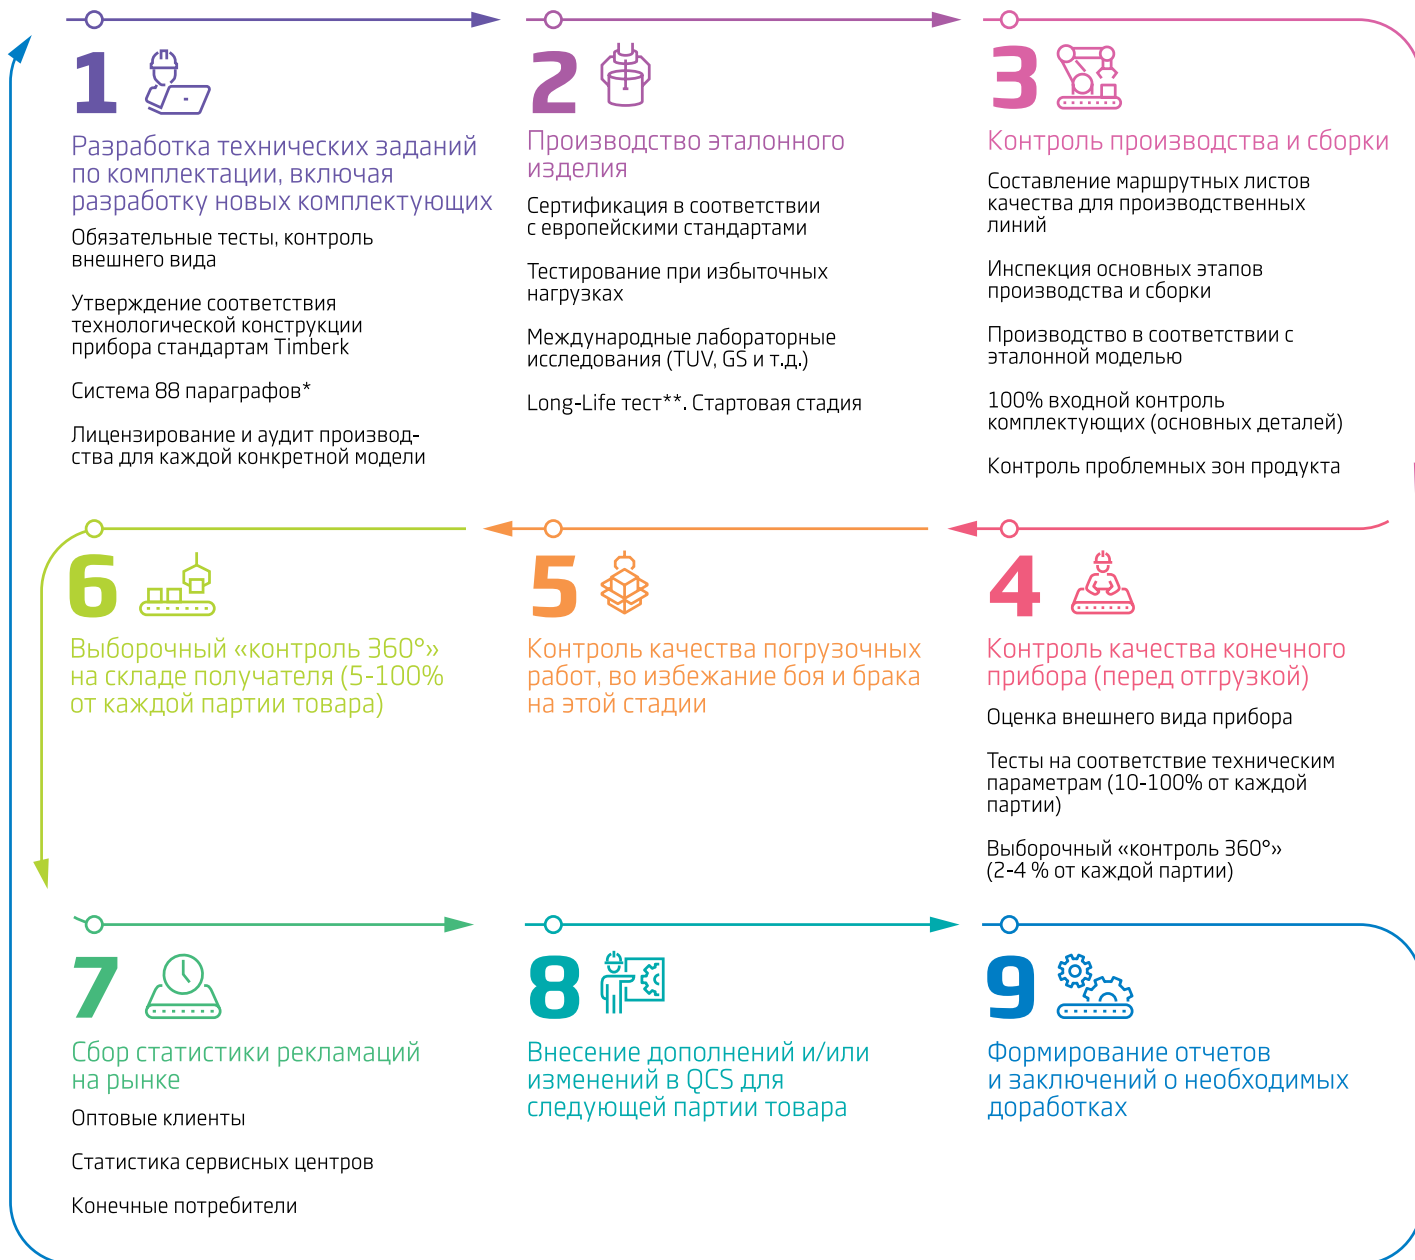 1
Разработка технических заданий
по комплектации, включая
разработку новых комплектующих
Обязательные тесты, контроль
внешнего вида
Утверждение соответствия
технологической конструкции
прибора стандартам Timberk
Система 88 параграфов*
Лицензирование и аудит производ-
ства для каждой конкретной модели
2
Производство эталонного
изделия
Сертификация в соответствии
с европейскими стандартами
Тестирование при избыточных
нагрузках
Международные лабораторные
исследования (TUV, GS и т.д.)
Long-Life тест**. Стартовая стадия
3
Контроль производства и сборки
Составление маршрутных листов
качества для производственных
линий
Инспекция основных этапов
производства и сборки
Производство в соответствии с
эталонной моделью
100% входной контроль
комплектующих (основных деталей)
Контроль проблемных зон продукта
4
Контроль качества конечного
прибора (перед отгрузкой)
Оценка внешнего вида прибора
Тесты на соответствие техническим
параметрам (10-100% от каждой
партии)
Выборочный «контроль 360°»
(2-4 % от каждой партии)
5
Контроль качества погрузочных
работ, во избежание боя и брака
на этой стадии
6
Выборочный «контроль 360°»
на складе получателя (5-100%
от каждой партии товара)
7
Сбор статистики рекламаций
на рынке
Оптовые клиенты
Статистика сервисных центров
Конечные потребители
8
Внесение дополнений и/или
изменений в QCS для
следующей партии товара
9
Формирование отчетов
и заключений о необходимых
доработках